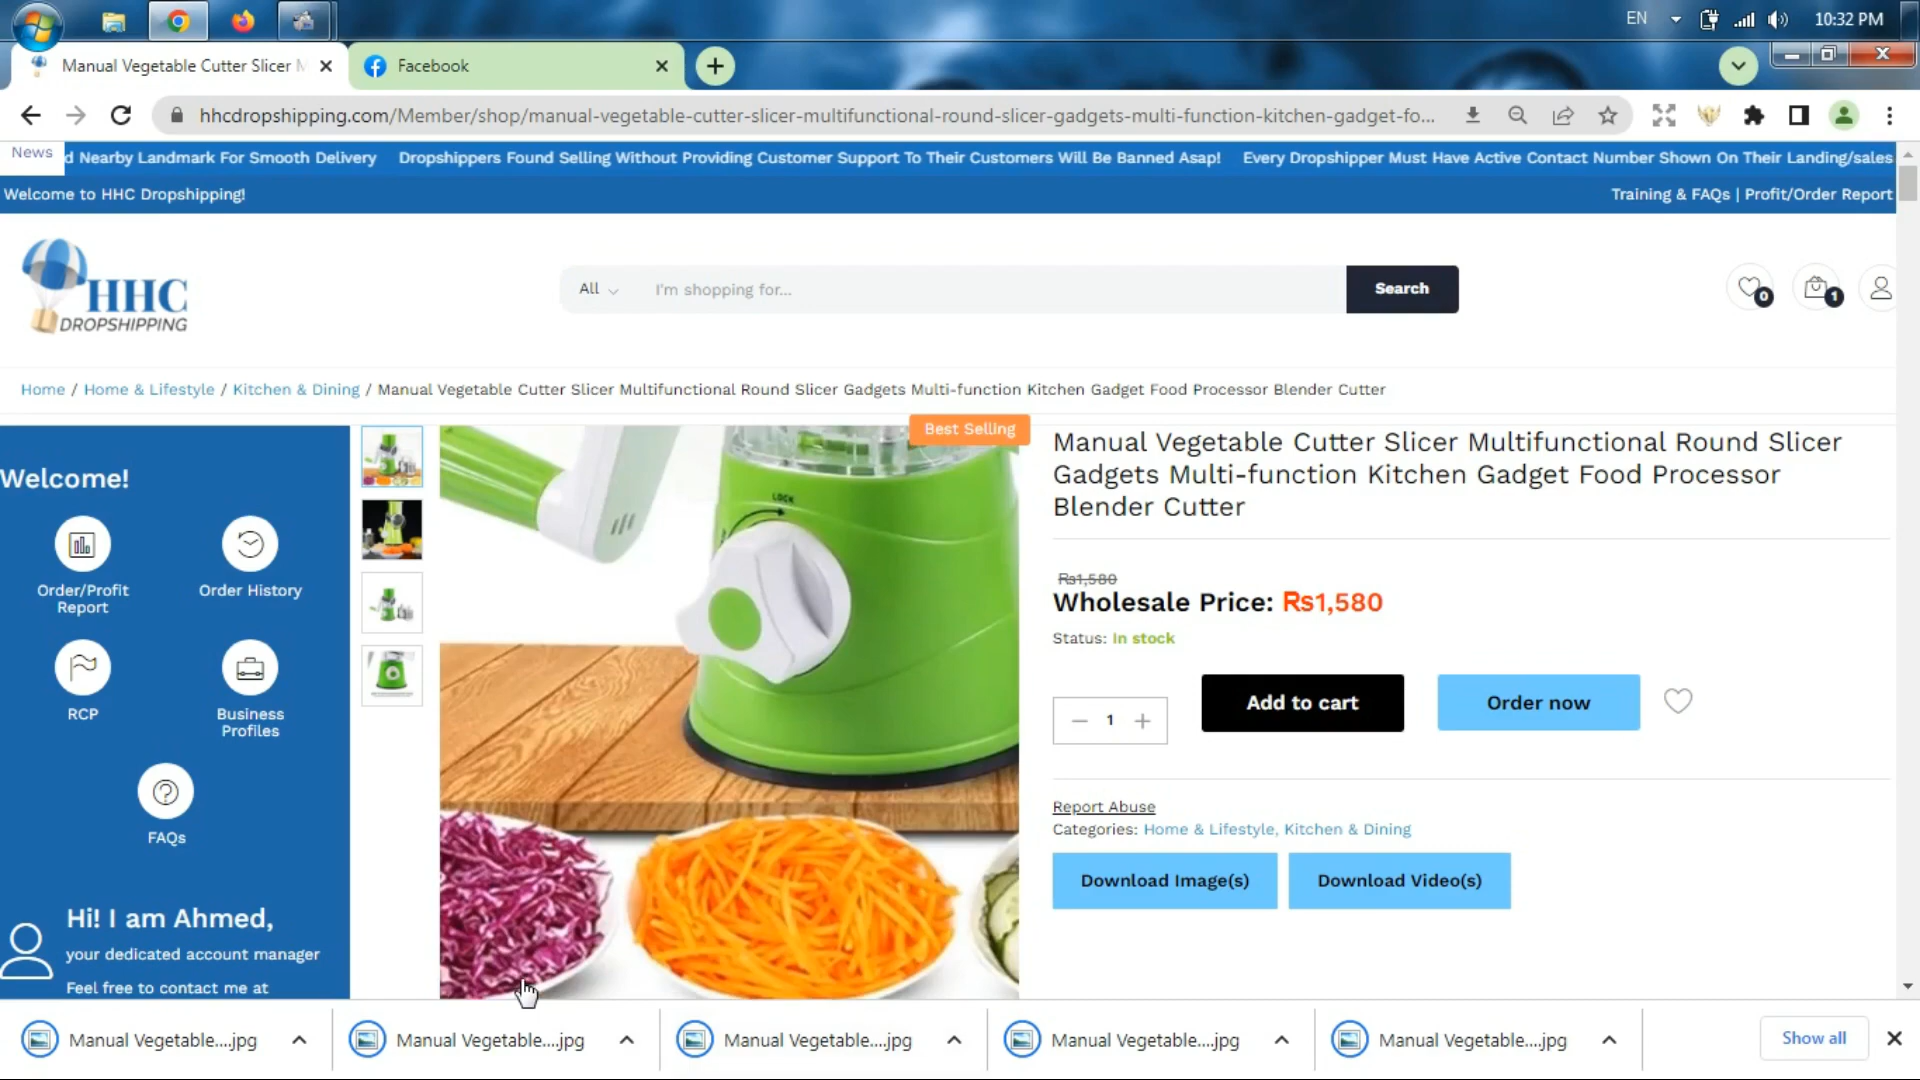 EN
10:32 PM
Manual Vegetable Cutter Slicer M
Facebook
hhcdropshipping.com/Member/shop/manual-vegetable-cutter-slicer-multifunctional-round-slicer-gadgets-multi-function-kitchen-gadget-fo...
News
d Nearby Landmark For Smooth Delivery Dropshippers Found Selling Without Providing Customer Support To Their Customers Will Be Banned Asap! Every Dropshipper Must Have Active Contact Number Shown On Their Landing/sales
Welcome to HHC Dropshipping!
Training & FAQs | Profit/Order Report
HHC
DROPSHIPPING
All
I'm shopping for...
Search
0
1
Home / Home & Lifestyle / Kitchen & Dining / Manual Vegetable Cutter Slicer Multifunctional Round Slicer Gadgets Multi-function Kitchen Gadget Food Processor Blender Cutter
Welcome!
Order/Profit
Report
Order History
RCP
Business
Profiles
FAQs
Hi! I am Ahmed,
your dedicated account manager
Feel free to contact me at
LOCK
Best Selling
Manual Vegetable Cutter Slicer Multifunctional Round Slicer
Gadgets Multi-function Kitchen Gadget Food Processor
Blender Cutter
₨1,580
Wholesale Price: ₨1,580
Status: In stock
1
Add to cart
Order now
Report Abuse
Categories: Home & Lifestyle, Kitchen & Dining
Download Image(s)
Download Video(s)
Manual Vegetable....jpg
Manual Vegetable....jpg
Manual Vegetable....jpg
Manual Vegetable....jpg
Manual Vegetable....jpg
Show all